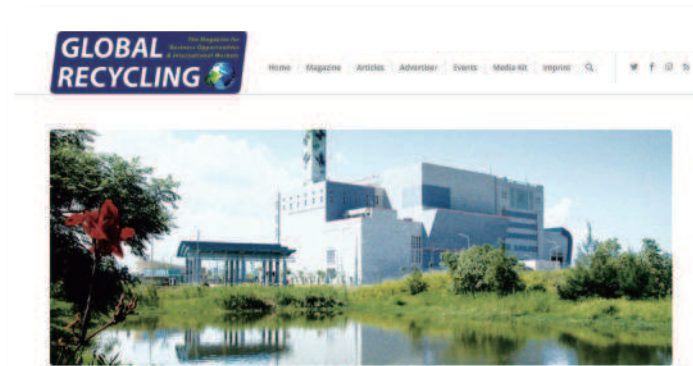 GLOBAL
RECYCLING
The Magazine for
Business Opportunities
& International Markets
Home Magazine Articles Advertiser Events Media Kit Imprint